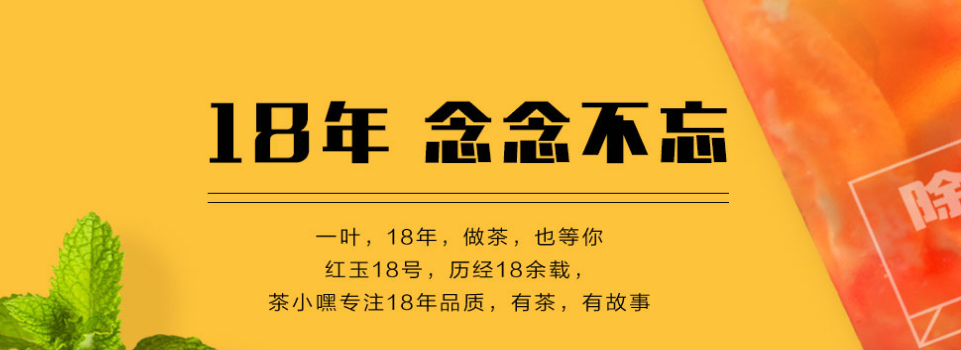 18年 念念不忘
一叶，18年，做茶，也等你
红玉18号，历经18余载，
茶小嘿专注18年品质，有茶，有故事
除